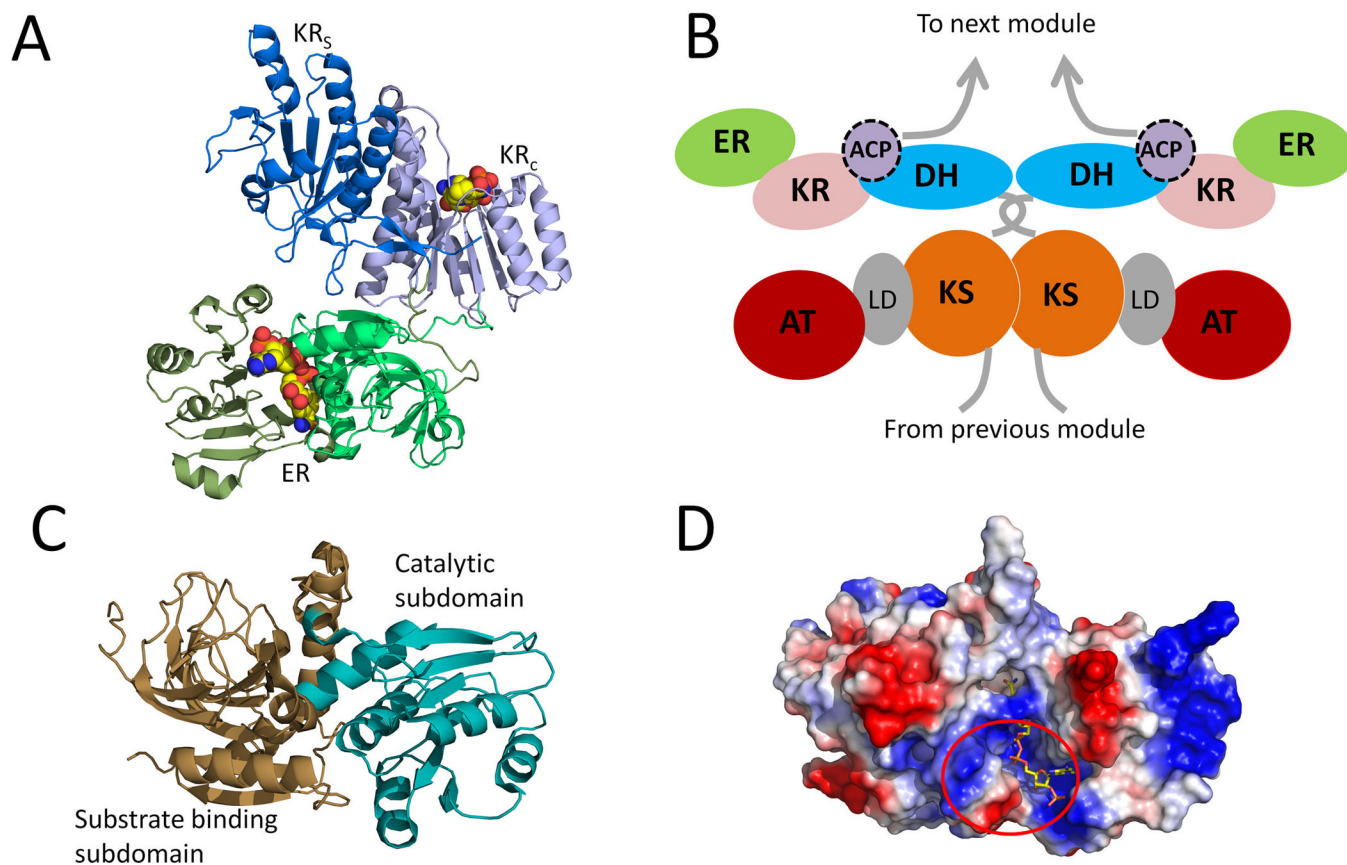 A
KRS
KRC
ER
B
To next module
ER
ACP
KR
DH
DH
ACP
KR
ER
AT
LD
KS
KS
LD
AT
From previous module
C
Catalytic
subdomain
Substrate binding
subdomain
D